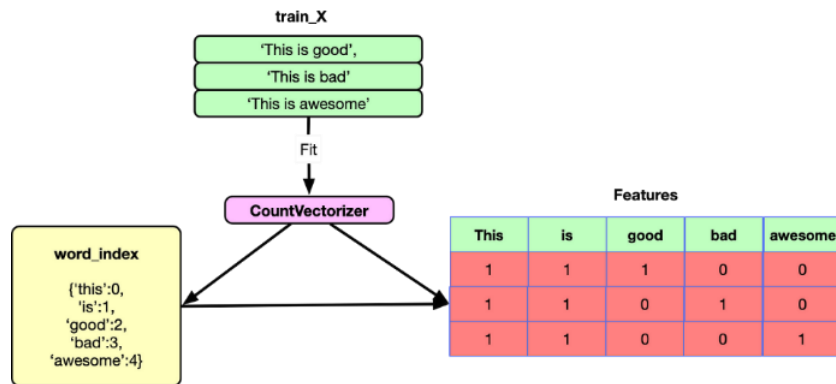 train_X
‘This is good’,
‘This is bad’
‘This is awesome’
Fit
CountVectorizer
word_index
{'this':0,
'is':1,
‘good’:2,
‘bad’:3,
‘awesome’:4}
Features
This is good bad awesome
1 1 1 0 0
1 1 0 1 0
1 1 0 0 1